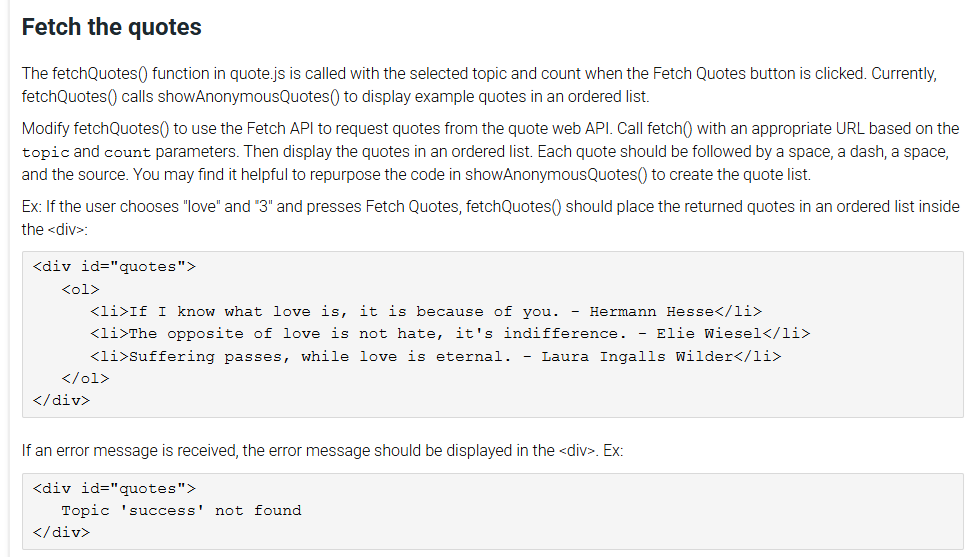 Fetch the quotes
The fetchQuotes() function in quote.js is called with the selected topic and count when the Fetch Quotes button is clicked. Currently,
fetchQuotes() calls showAnonymousQuotes() to display example quotes in an ordered list.
Modify fetchQuotes() to use the Fetch API to request quotes from the quote web API. Call fetch() with an appropriate URL based on the
topic and count parameters. Then display the quotes in an ordered list. Each quote should be followed by a space, a dash, a space,
and the source. You may find it helpful to repurpose the code in showAnonymousQuotes() to create the quote list.
Ex: If the user chooses "love" and "3" and presses Fetch Quotes, fetchQuotes() should place the returned quotes in an ordered list inside
the <div>:
<div id="quotes">
   <ol>
      <li>If I know what love is, it is because of you. - Hermann Hesse</li>
      <li>The opposite of love is not hate, it's indifference. - Elie Wiesel</li>
      <li>Suffering passes, while love is eternal. - Laura Ingalls Wilder</li>
   </ol>
</div>
If an error message is received, the error message should be displayed in the <div>. Ex:
<div id="quotes">
   Topic 'success' not found
</div>